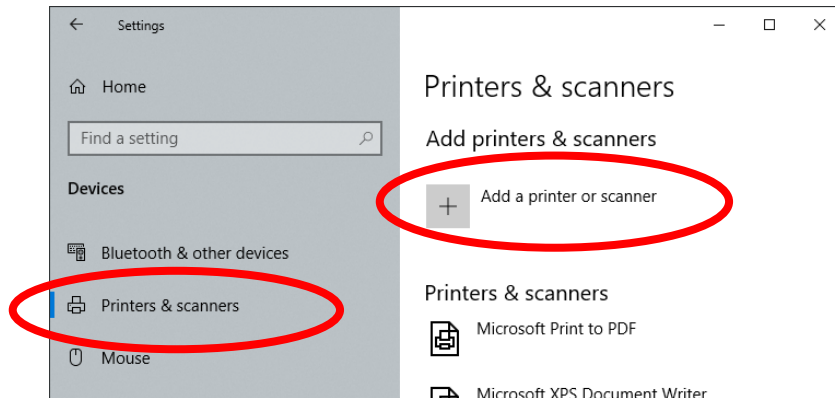 Settings
Home
Find a setting
Devices
Bluetooth & other devices
Printers & scanners
Mouse
Printers & scanners
Add printers & scanners
Add a printer or scanner
Printers & scanners
Microsoft Print to PDF
Microsoft XPS Document Writer